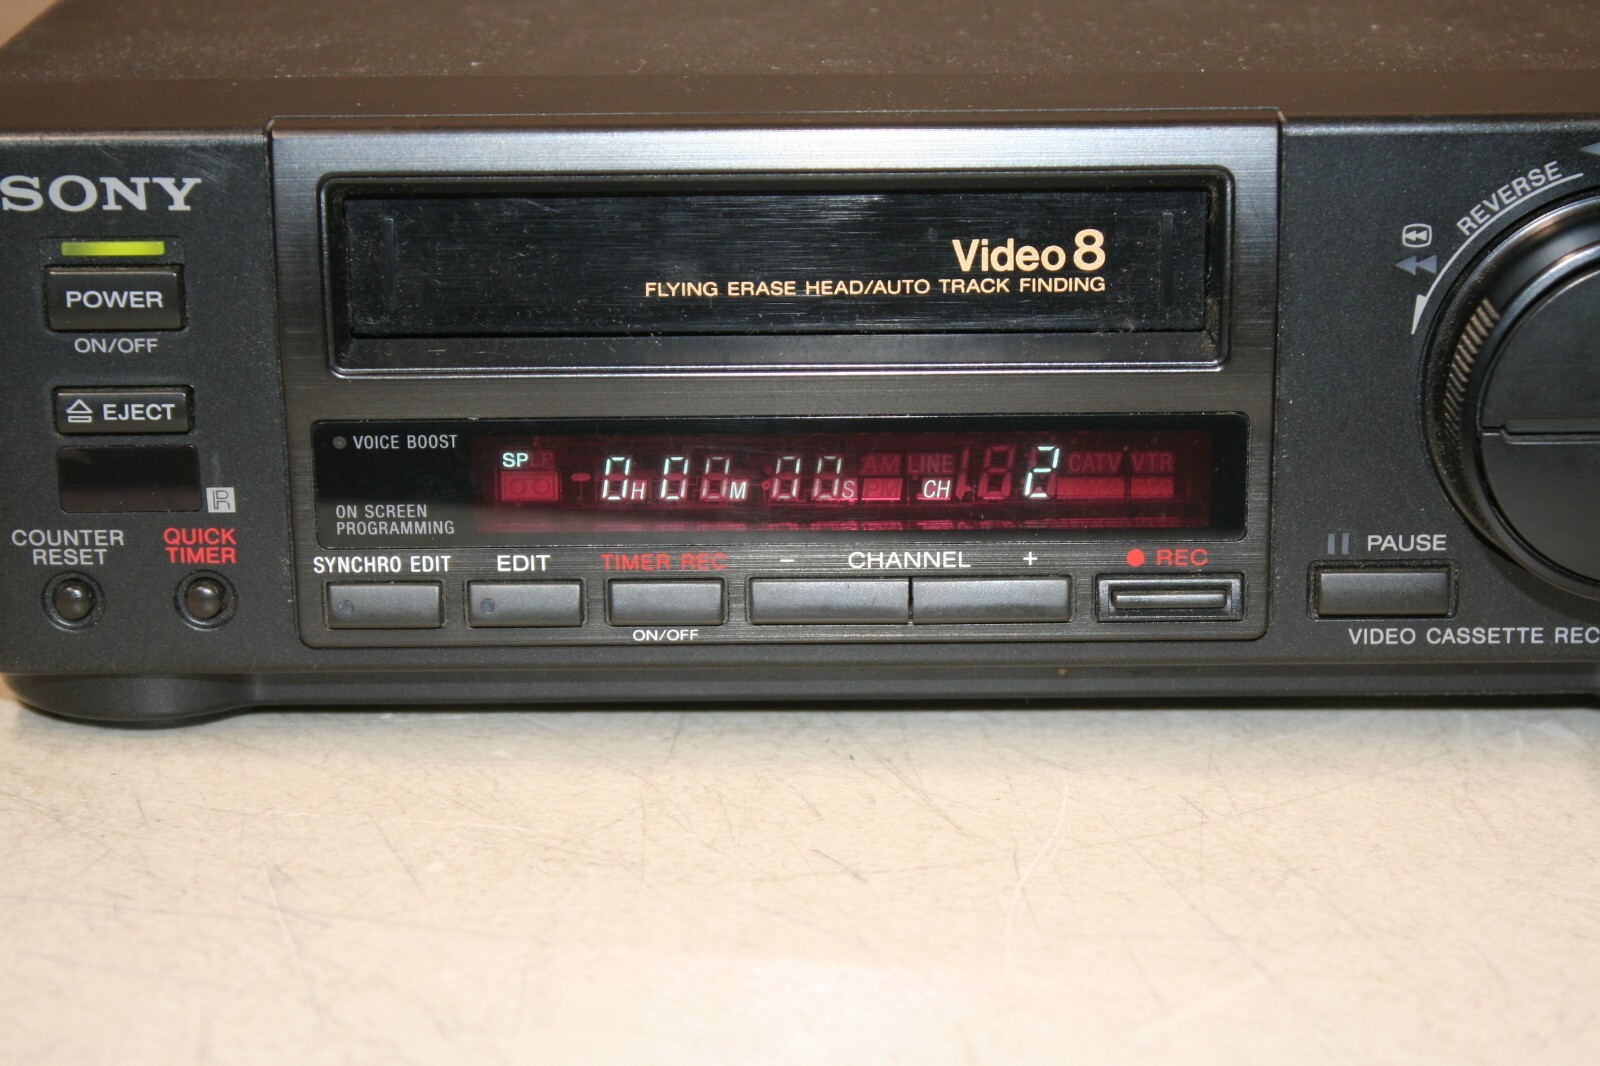 SONY
POWER
ON/OFF
EJECT
COUNTER
RESET
QUICK
TIMER
Video 8
FLYING ERASE HEAD/AUTO TRACK FINDING
VOICE BOOST
ON SCREEN
PROGRAMMING
SP LP
0H 00M 00S
AM
PM
LINE
CH
2
CATV VTR
SYNCHRO EDIT
EDIT
TIMER REC
ON/OFF
− CHANNEL +
● REC
REVERSE
PAUSE
VIDEO CASSETTE REC